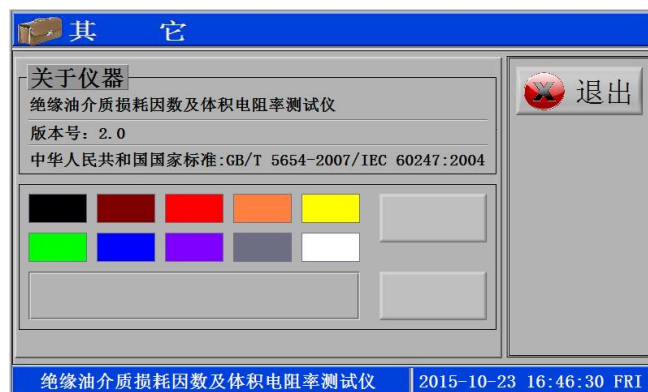 其 它
关于仪器
绝缘油介质损耗因数及体积电阻率测试仪
版本号: 2.0
中华人民共和国国家标准:GB/T 5654-2007/IEC 60247:2004
退出
绝缘油介质损耗因数及体积电阻率测试仪
2015-10-23 16:46:30 FRI